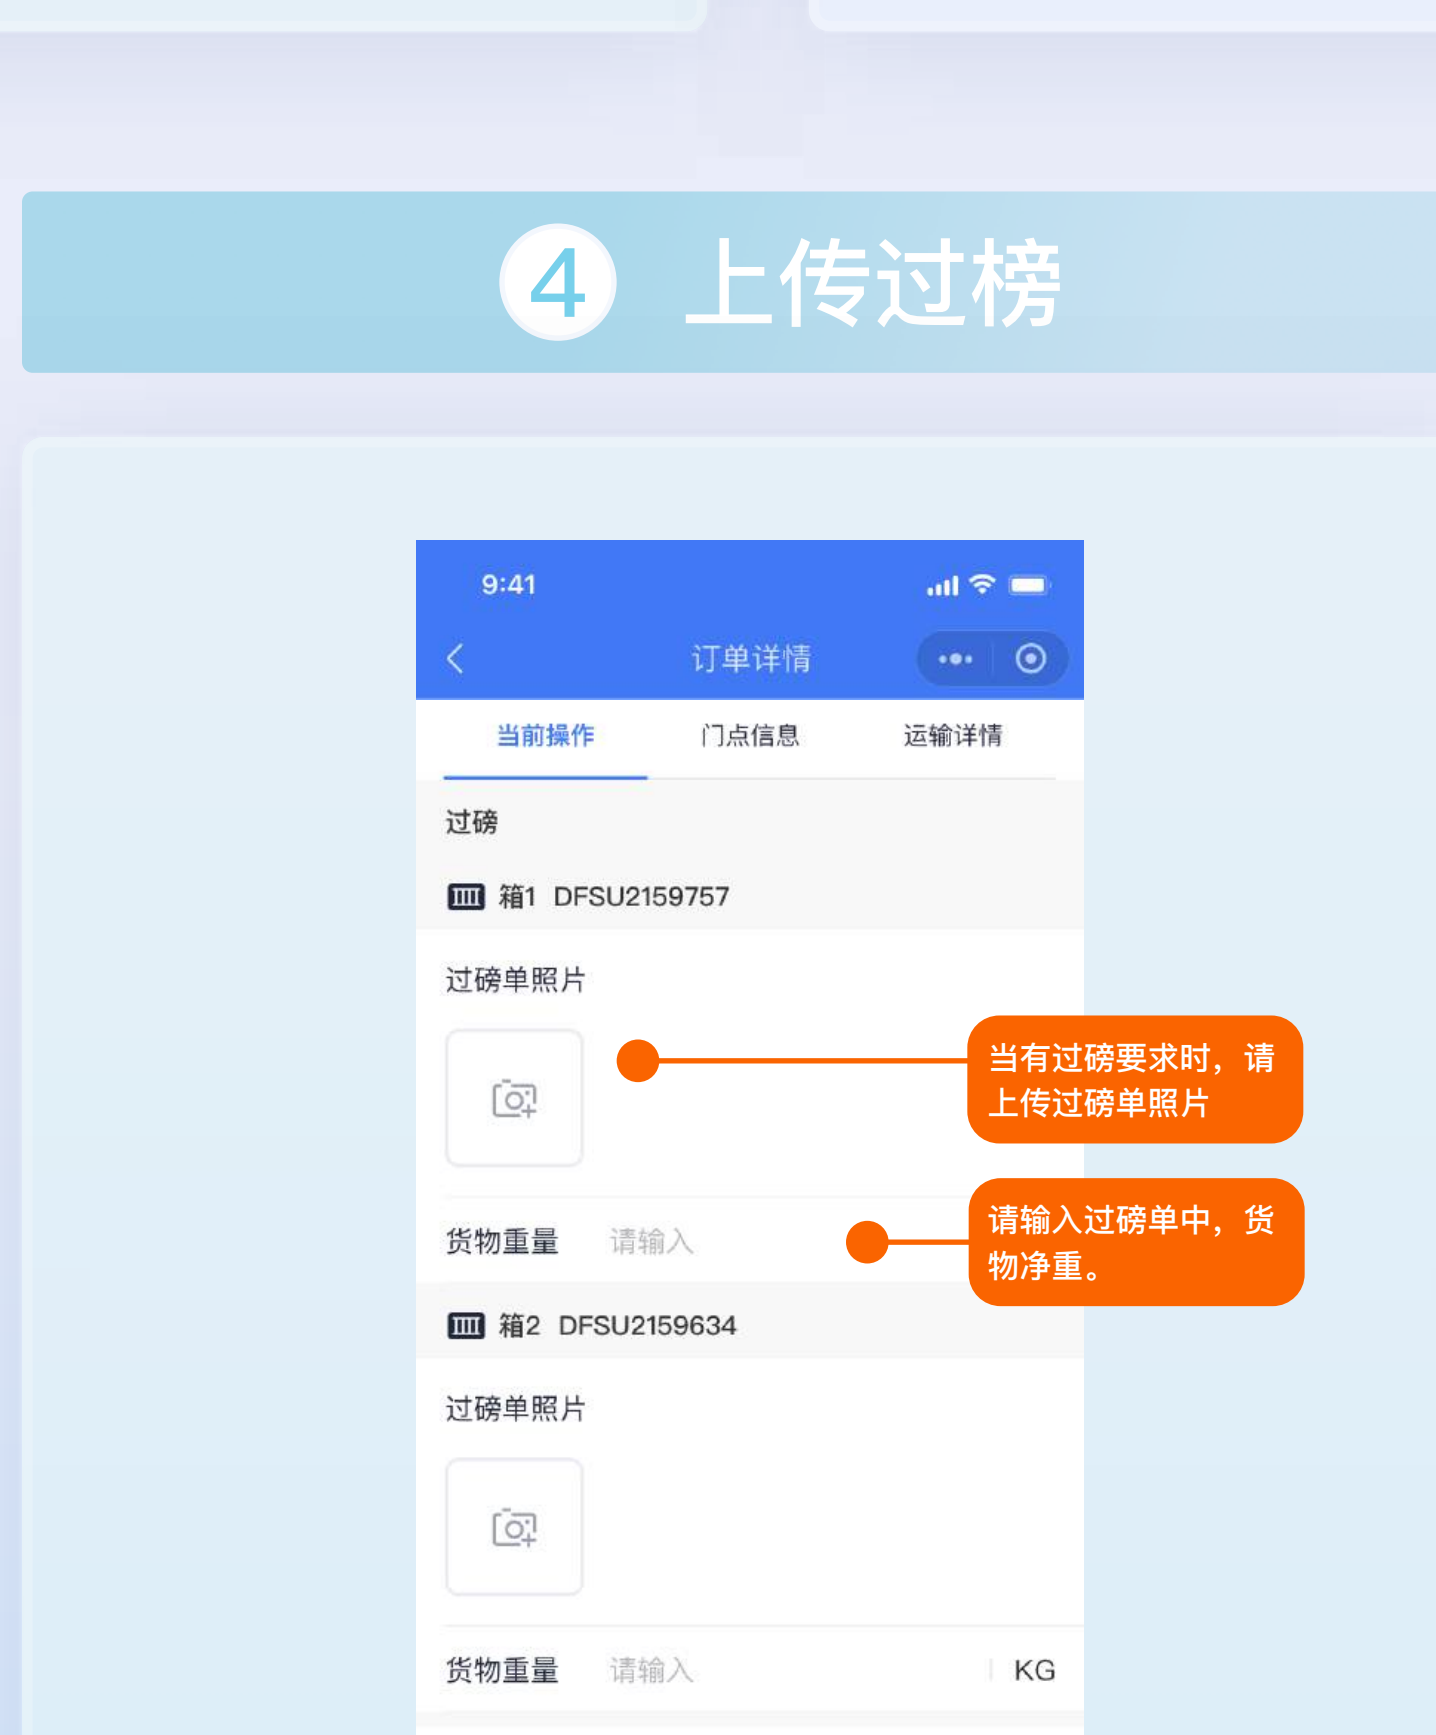 4 上传过榜
9:41
订单详情
当前操作 门点信息 运输详情
过磅
箱1 DFSU2159757
过磅单照片
当有过磅要求时，请
上传过磅单照片
请输入过磅单中，货
物净重。
货物重量 请输入
箱2 DFSU2159634
过磅单照片
货物重量 请输入 KG